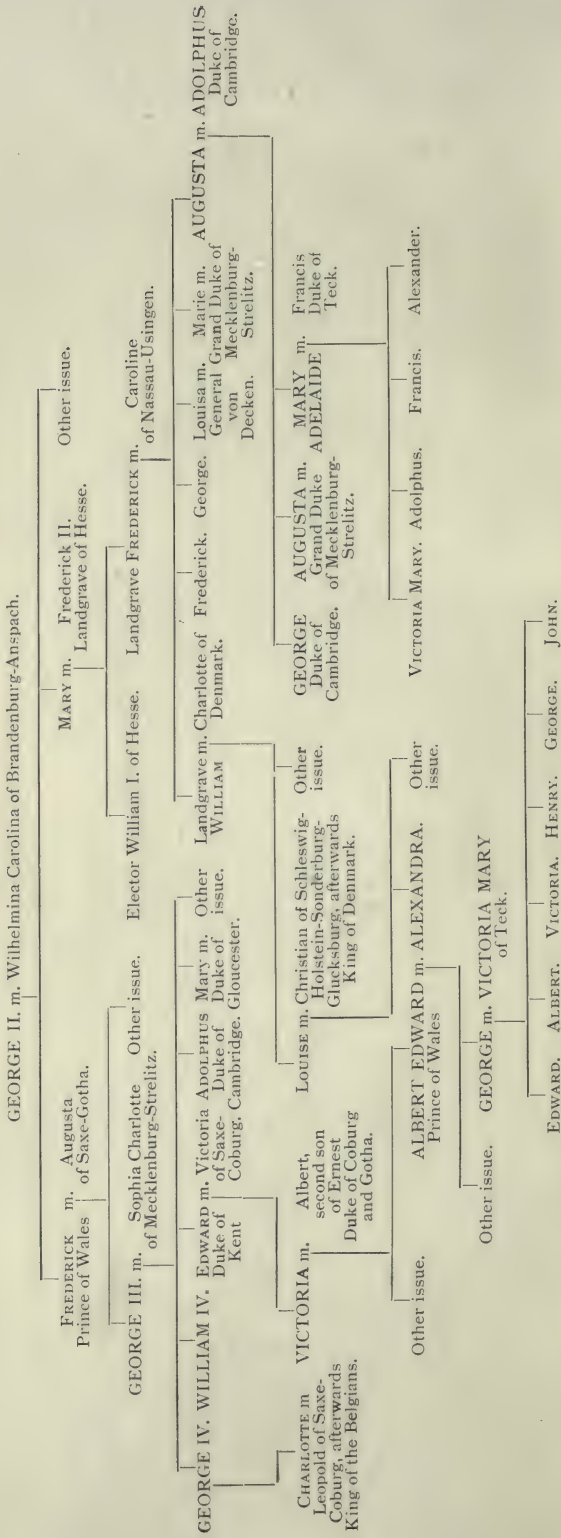 GEORGE II. m. Wilhelmina Carolina of Brandenburg-Anspach.
FREDERICK m. Augusta
Prince of Wales of Saxe-Gotha.
MARY m. Frederick II.
Landgrave of Hesse.
Other issue.
GEORGE III. m. Sophia Charlotte
of Mecklenburg-Strelitz.
Other issue.
Elector William I. of Hesse.
Landgrave FREDERICK m. Caroline
of Nassau-Usingen.
GEORGE IV.
WILLIAM IV.
EDWARD m. Victoria
Duke of of Saxe-
Kent Coburg.
ADOLPHUS
Duke of
Cambridge.
Mary m.
Duke of
Gloucester.
Other
issue.
Landgrave m. Charlotte of
WILLIAM Denmark.
Frederick.
George.
Louisa m.
General
von
Decken.
Marie m.
Grand Duke of
Mecklenburg-
Strelitz.
AUGUSTA m. ADOLPHUS
Duke of
Cambridge.
CHARLOTTE m
Leopold of Saxe-
Coburg, afterwards
King of the Belgians.
VICTORIA m. Albert,
second son
of Ernest
Duke of Coburg
and Gotha.
LOUISE m. Christian of Schleswig-
Holstein-Sonderburg-
Glucksburg, afterwards
King of Denmark.
Other
issue.
GEORGE
Duke of
Cambridge.
AUGUSTA m.
Grand Duke
of Mecklenburg-
Strelitz.
MARY m. Francis
ADELAIDE Duke of
Teck.
Other issue.
ALBERT EDWARD m. ALEXANDRA.
Prince of Wales
Other
issue.
VICTORIA MARY.
Adolphus.
Francis.
Alexander.
Other issue.
GEORGE m. VICTORIA MARY
of Teck.
EDWARD. ALBERT. VICTORIA. HENRY. GEORGE. JOHN.